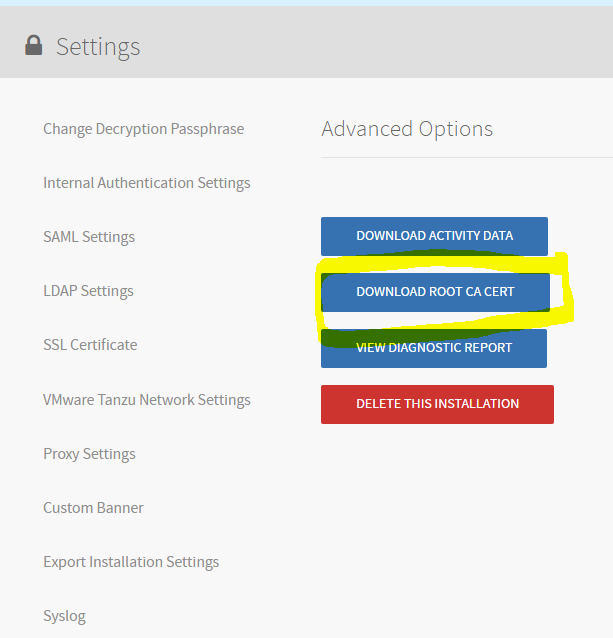 Settings
Change Decryption Passphrase
Internal Authentication Settings
SAML Settings
LDAP Settings
SSL Certificate
VMware Tanzu Network Settings
Proxy Settings
Custom Banner
Export Installation Settings
Syslog
Advanced Options
DOWNLOAD ACTIVITY DATA
DOWNLOAD ROOT CA CERT
VIEW DIAGNOSTIC REPORT
DELETE THIS INSTALLATION